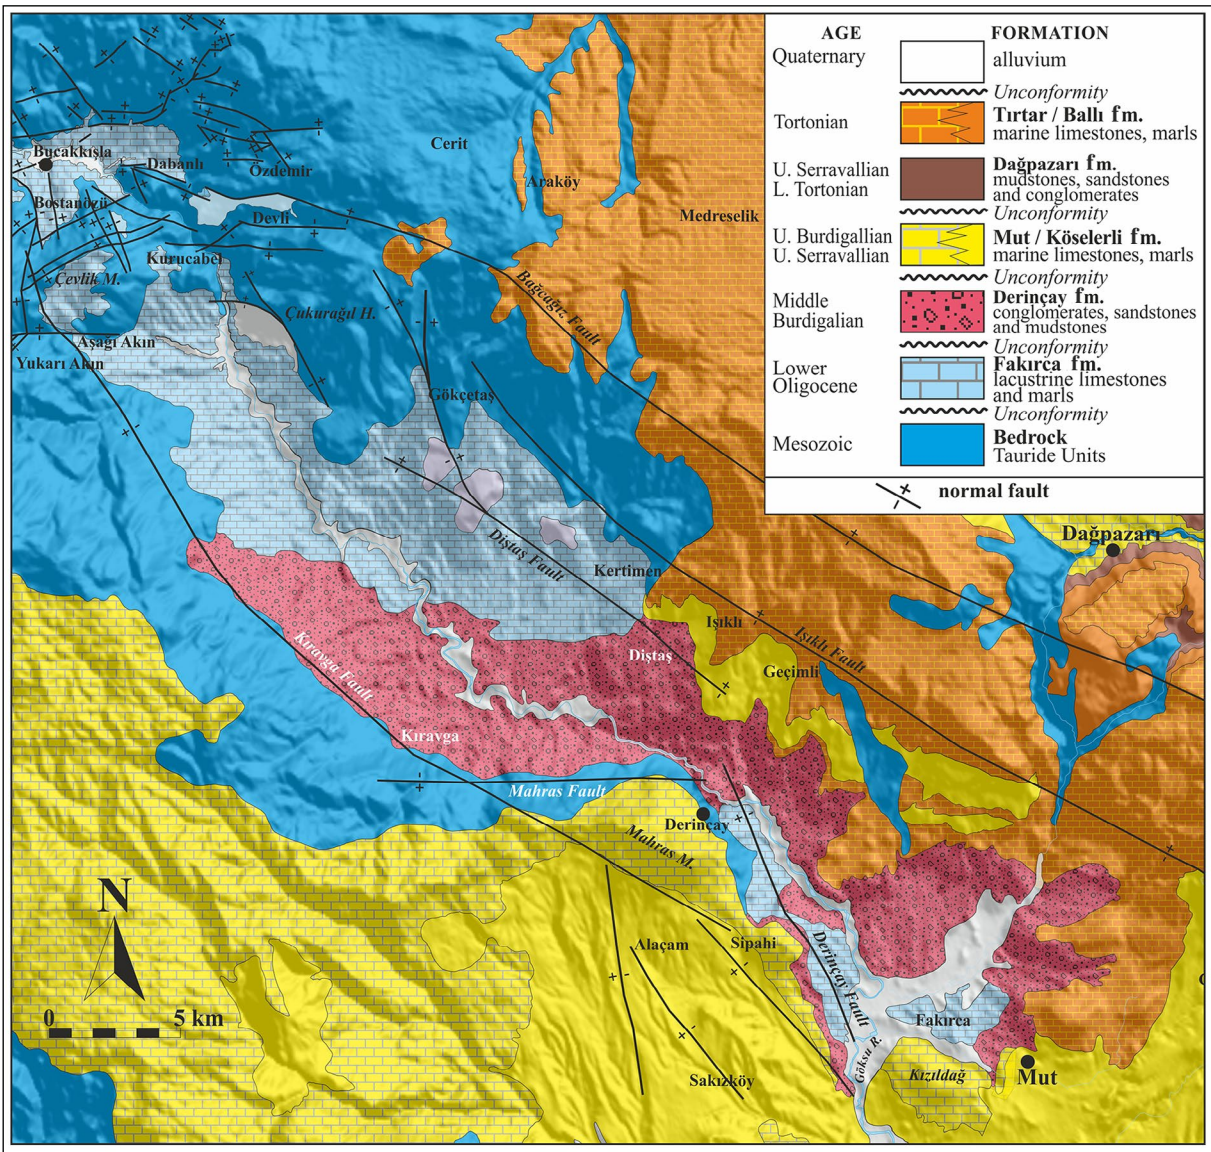 AGE FORMATION
Quaternary alluvium
Unconformity
Tortonian Tırtar / Ballı fm.
marine limestones, marls
U. Serravallian Dağpazarı fm.
L. Tortonian mudstones, sandstones
and conglomerates
Unconformity
U. Burdigallian Mut / Köselerli fm.
U. Serravallian marine limestones, marls
Unconformity
Middle Derinçay fm.
Burdigalian conglomerates, sandstones
and mudstones
Unconformity
Lower Fakırca fm.
Oligocene lacustrine limestones
and marls
Unconformity
Mesozoic Bedrock
Tauride Units
+ - normal fault
Bucakkışla
Dabanlı
Özdemir
Bostanözü
Devli
Kurucabel
Çevlik M.
Aşağı Akın
Yukarı Akın
Çukurağıl H.
Cerit
Araköy
Medreselik
Bağcağız Fault
Gökçetaş
Diştaş Fault
Kertimen
Dağpazarı
Işıklı
Işıklı Fault
Diştaş
Geçimli
Kıravga Fault
Kıravga
Mahras Fault
Derinçay
Mahras M.
N
0 5 km
Alaçam
Sipahi
Derinçay Fault
Fakırca
Göksu R.
Kızıldağ
Mut
Sakızköy